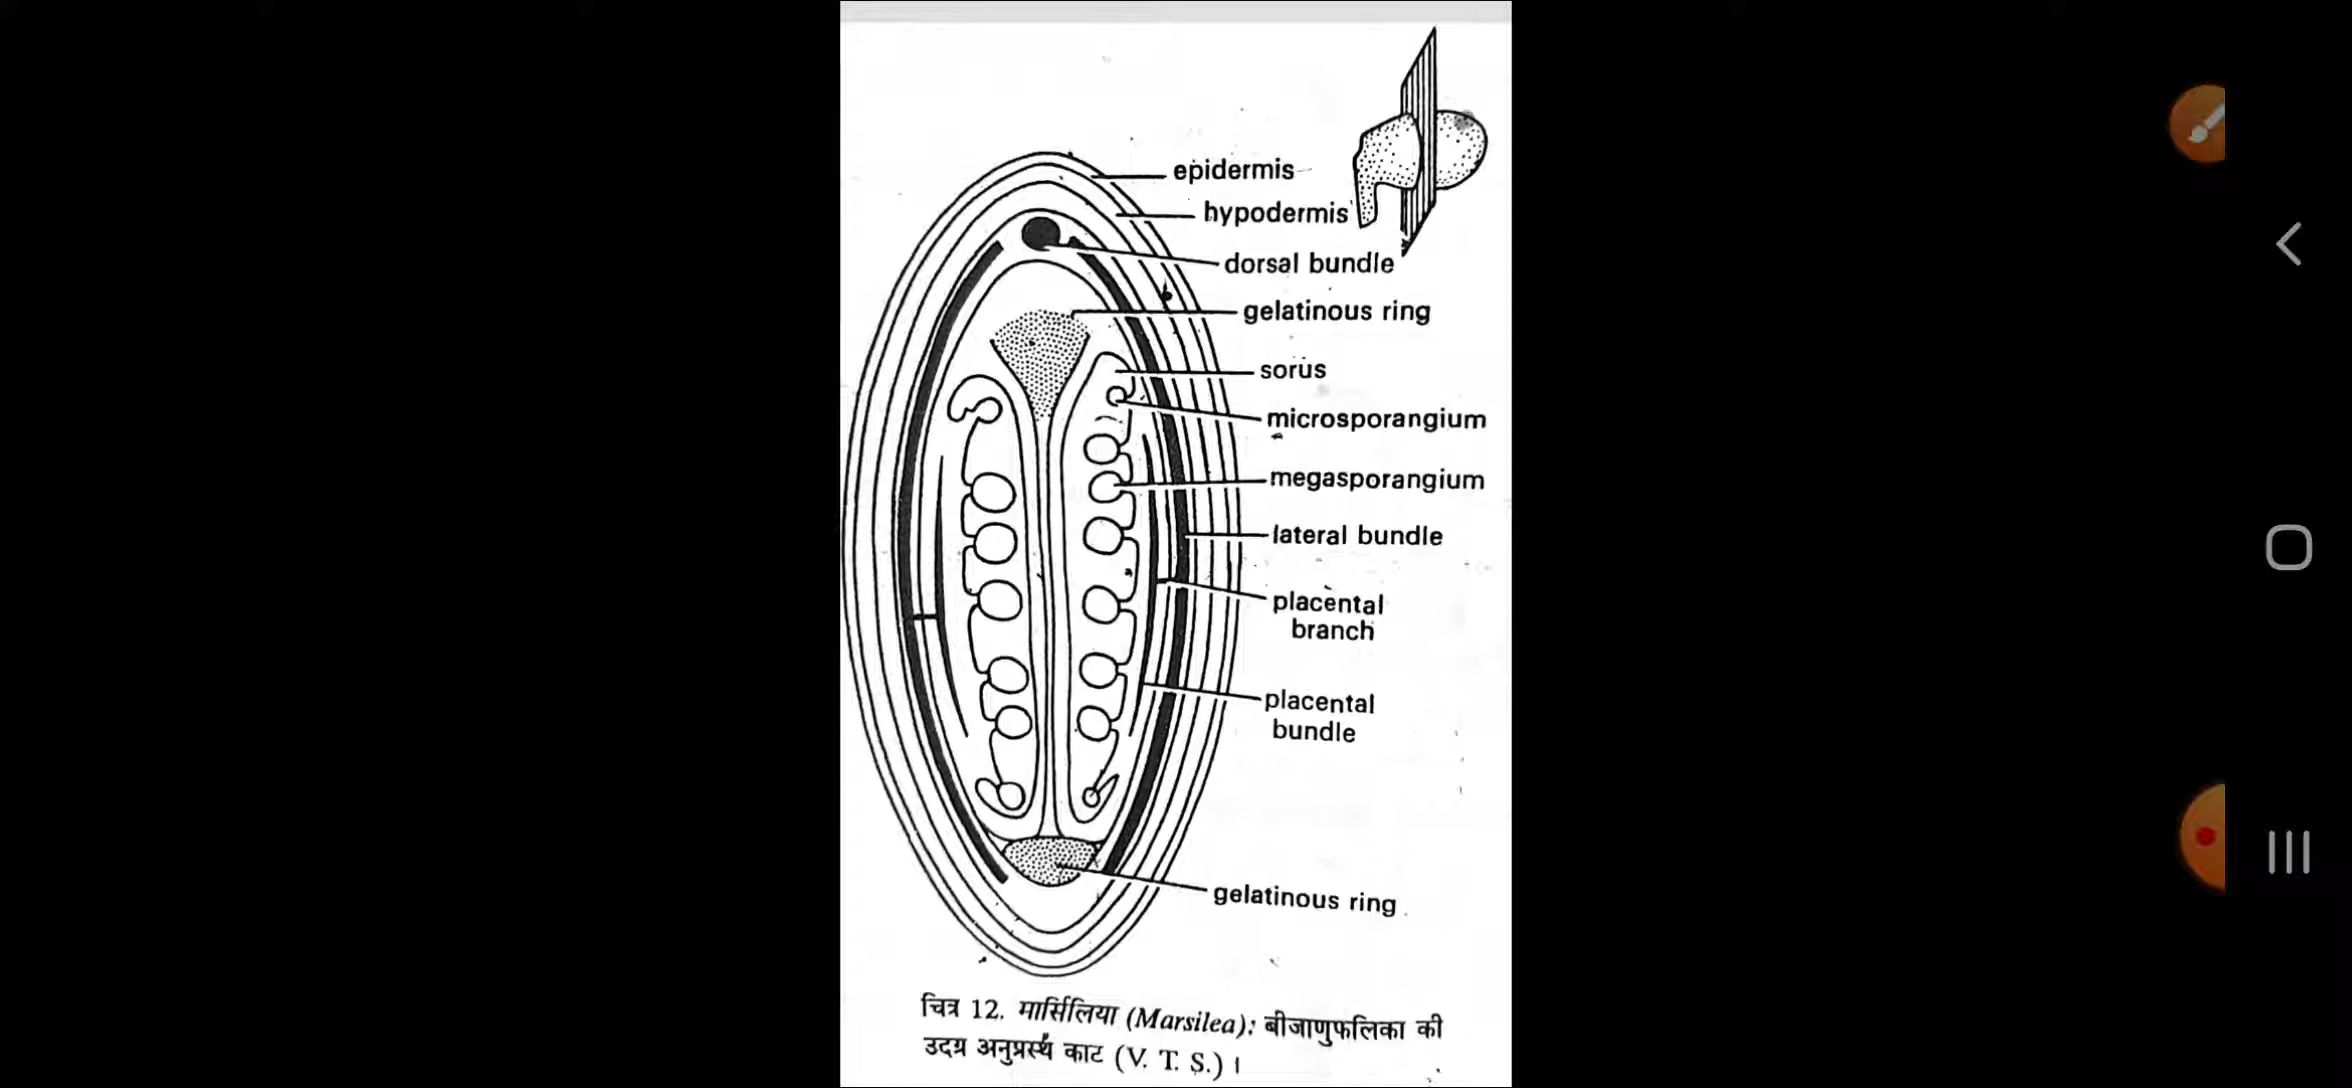 epidermis
hypodermis
dorsal bundle
gelatinous ring
sorus
microsporangium
megasporangium
lateral bundle
placental
branch
placental
bundle
gelatinous ring
चित्र 12. मार्सिलिया (Marsilea): बीजाणुफलिका की
उदग्र अनुप्रस्थ काट (V. T. S.) ।